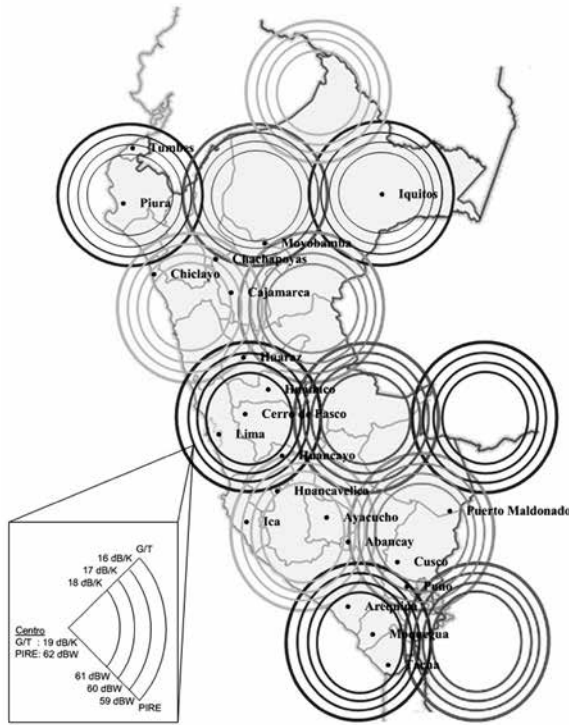 Tumbes
Piura
Iquitos
Moyobamba
Chachapoyas
Chiclayo
Cajamarca
Huaraz
Huánuco
Cerro de Pasco
Lima
Huancayo
Huancavelica
Ica
Ayacucho
Puerto Maldonado
Abancay
Cusco
Puno
Arequipa
Moquegua
Tacna
G/T
16 dB/K
17 dB/K
18 dB/K
Centro
G/T : 19 dB/K
PIRE: 62 dBW
61 dBW
60 dBW
59 dBW
PIRE